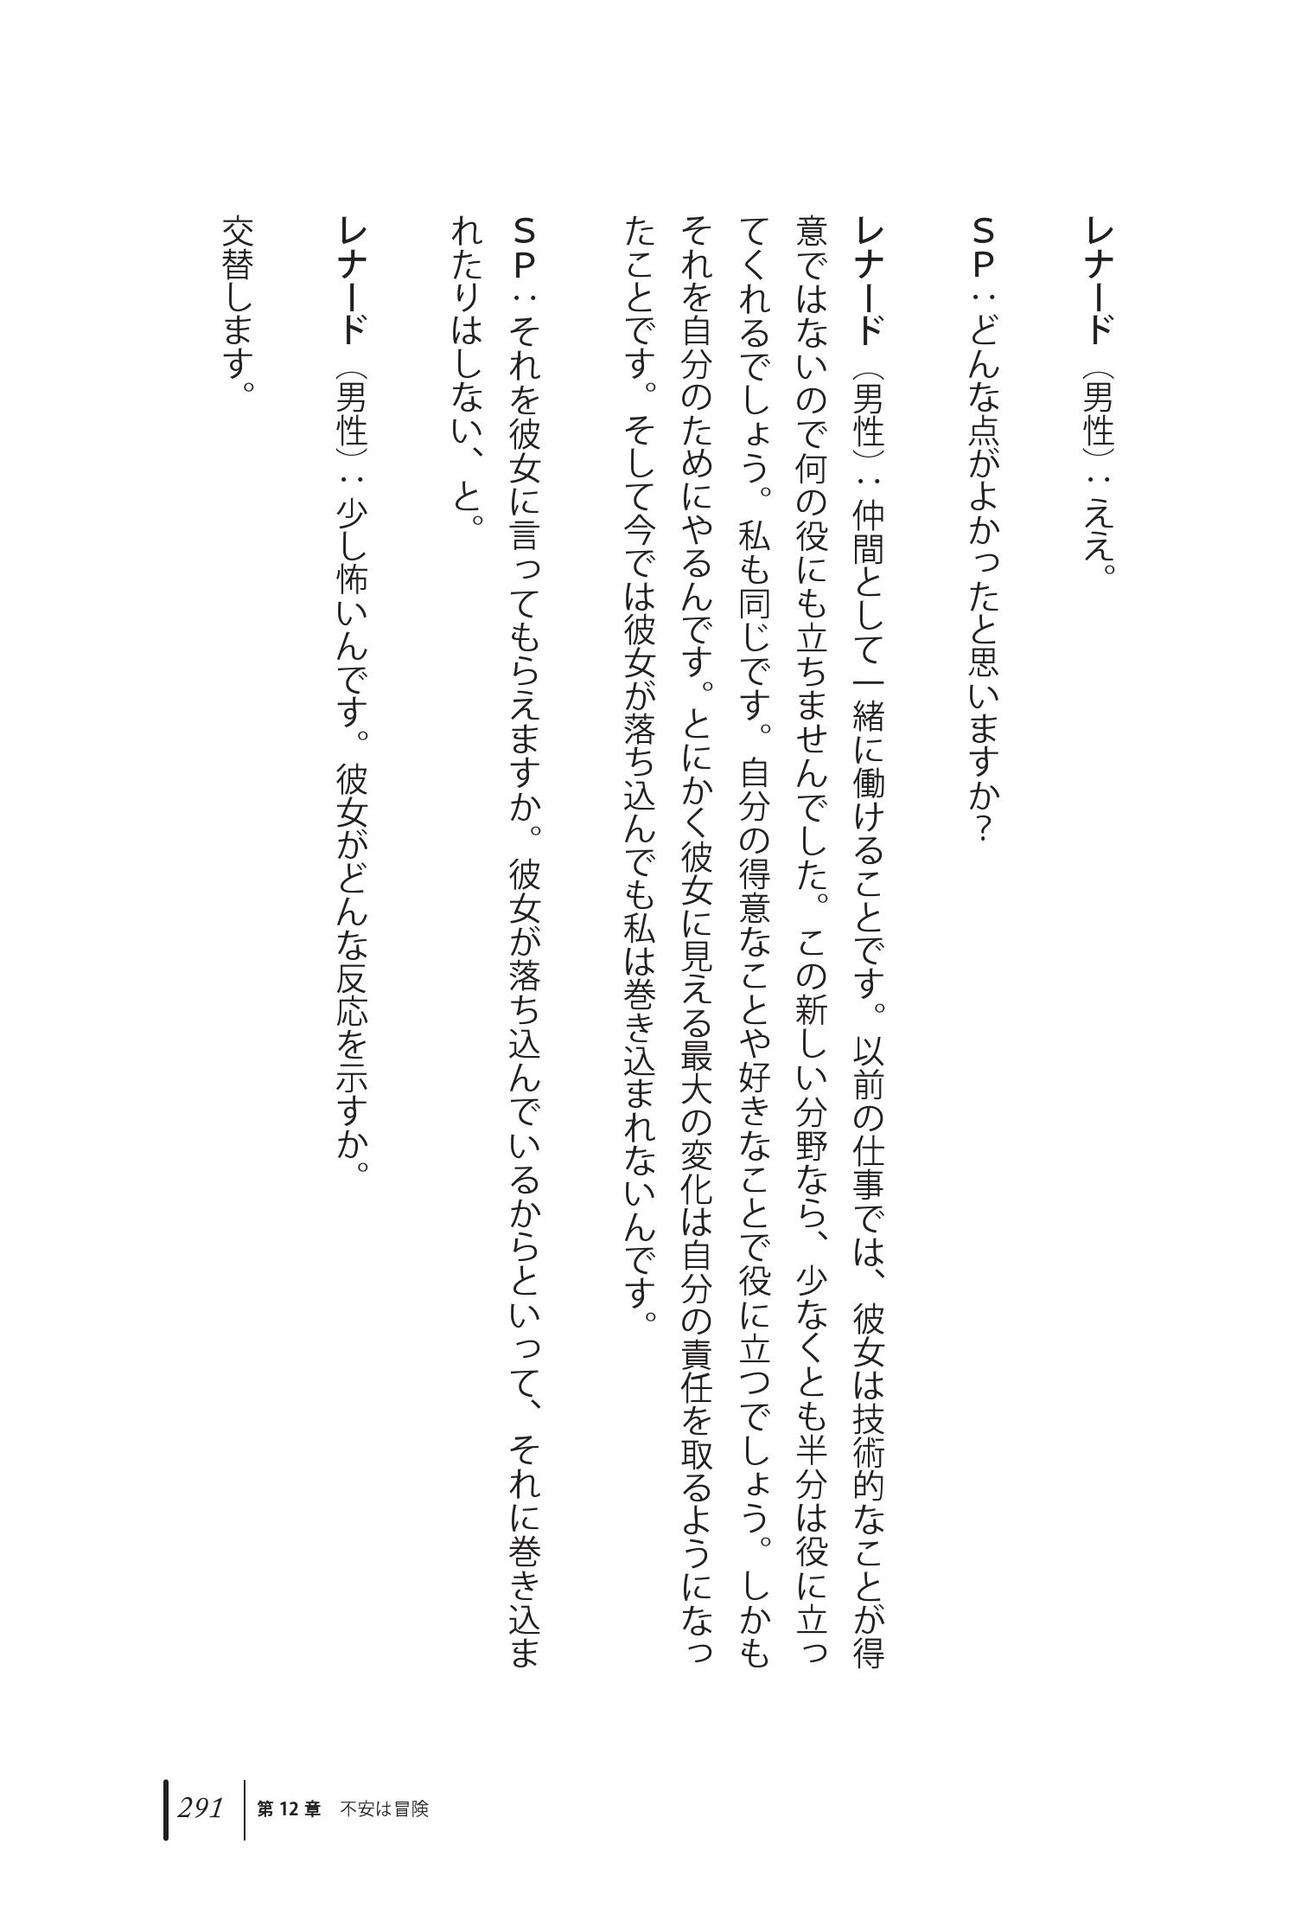 レナード（男性）：ええ。
ＳＰ：どんな点がよかったと思いますか？
レナード（男性）：仲間として一緒に働けることです。以前の仕事では、彼女は技術的なことが得
意ではないので何の役にも立ちませんでした。この新しい分野なら、少なくとも半分は役に立っ
てくれるでしょう。私も同じです。自分の得意なことや好きなことで役に立つでしょう。しかも
それを自分のためにやるんです。とにかく彼女に見える最大の変化は自分の責任を取るようになっ
たことです。そして今では彼女が落ち込んでも私は巻き込まれないんです。
ＳＰ：それを彼女に言ってもらえますか。彼女が落ち込んでいるからといって、それに巻き込ま
れたりはしない、と。
レナード（男性）：少し怖いんです。彼女がどんな反応を示すか。
交替します。
291 第12章 不安は冒険